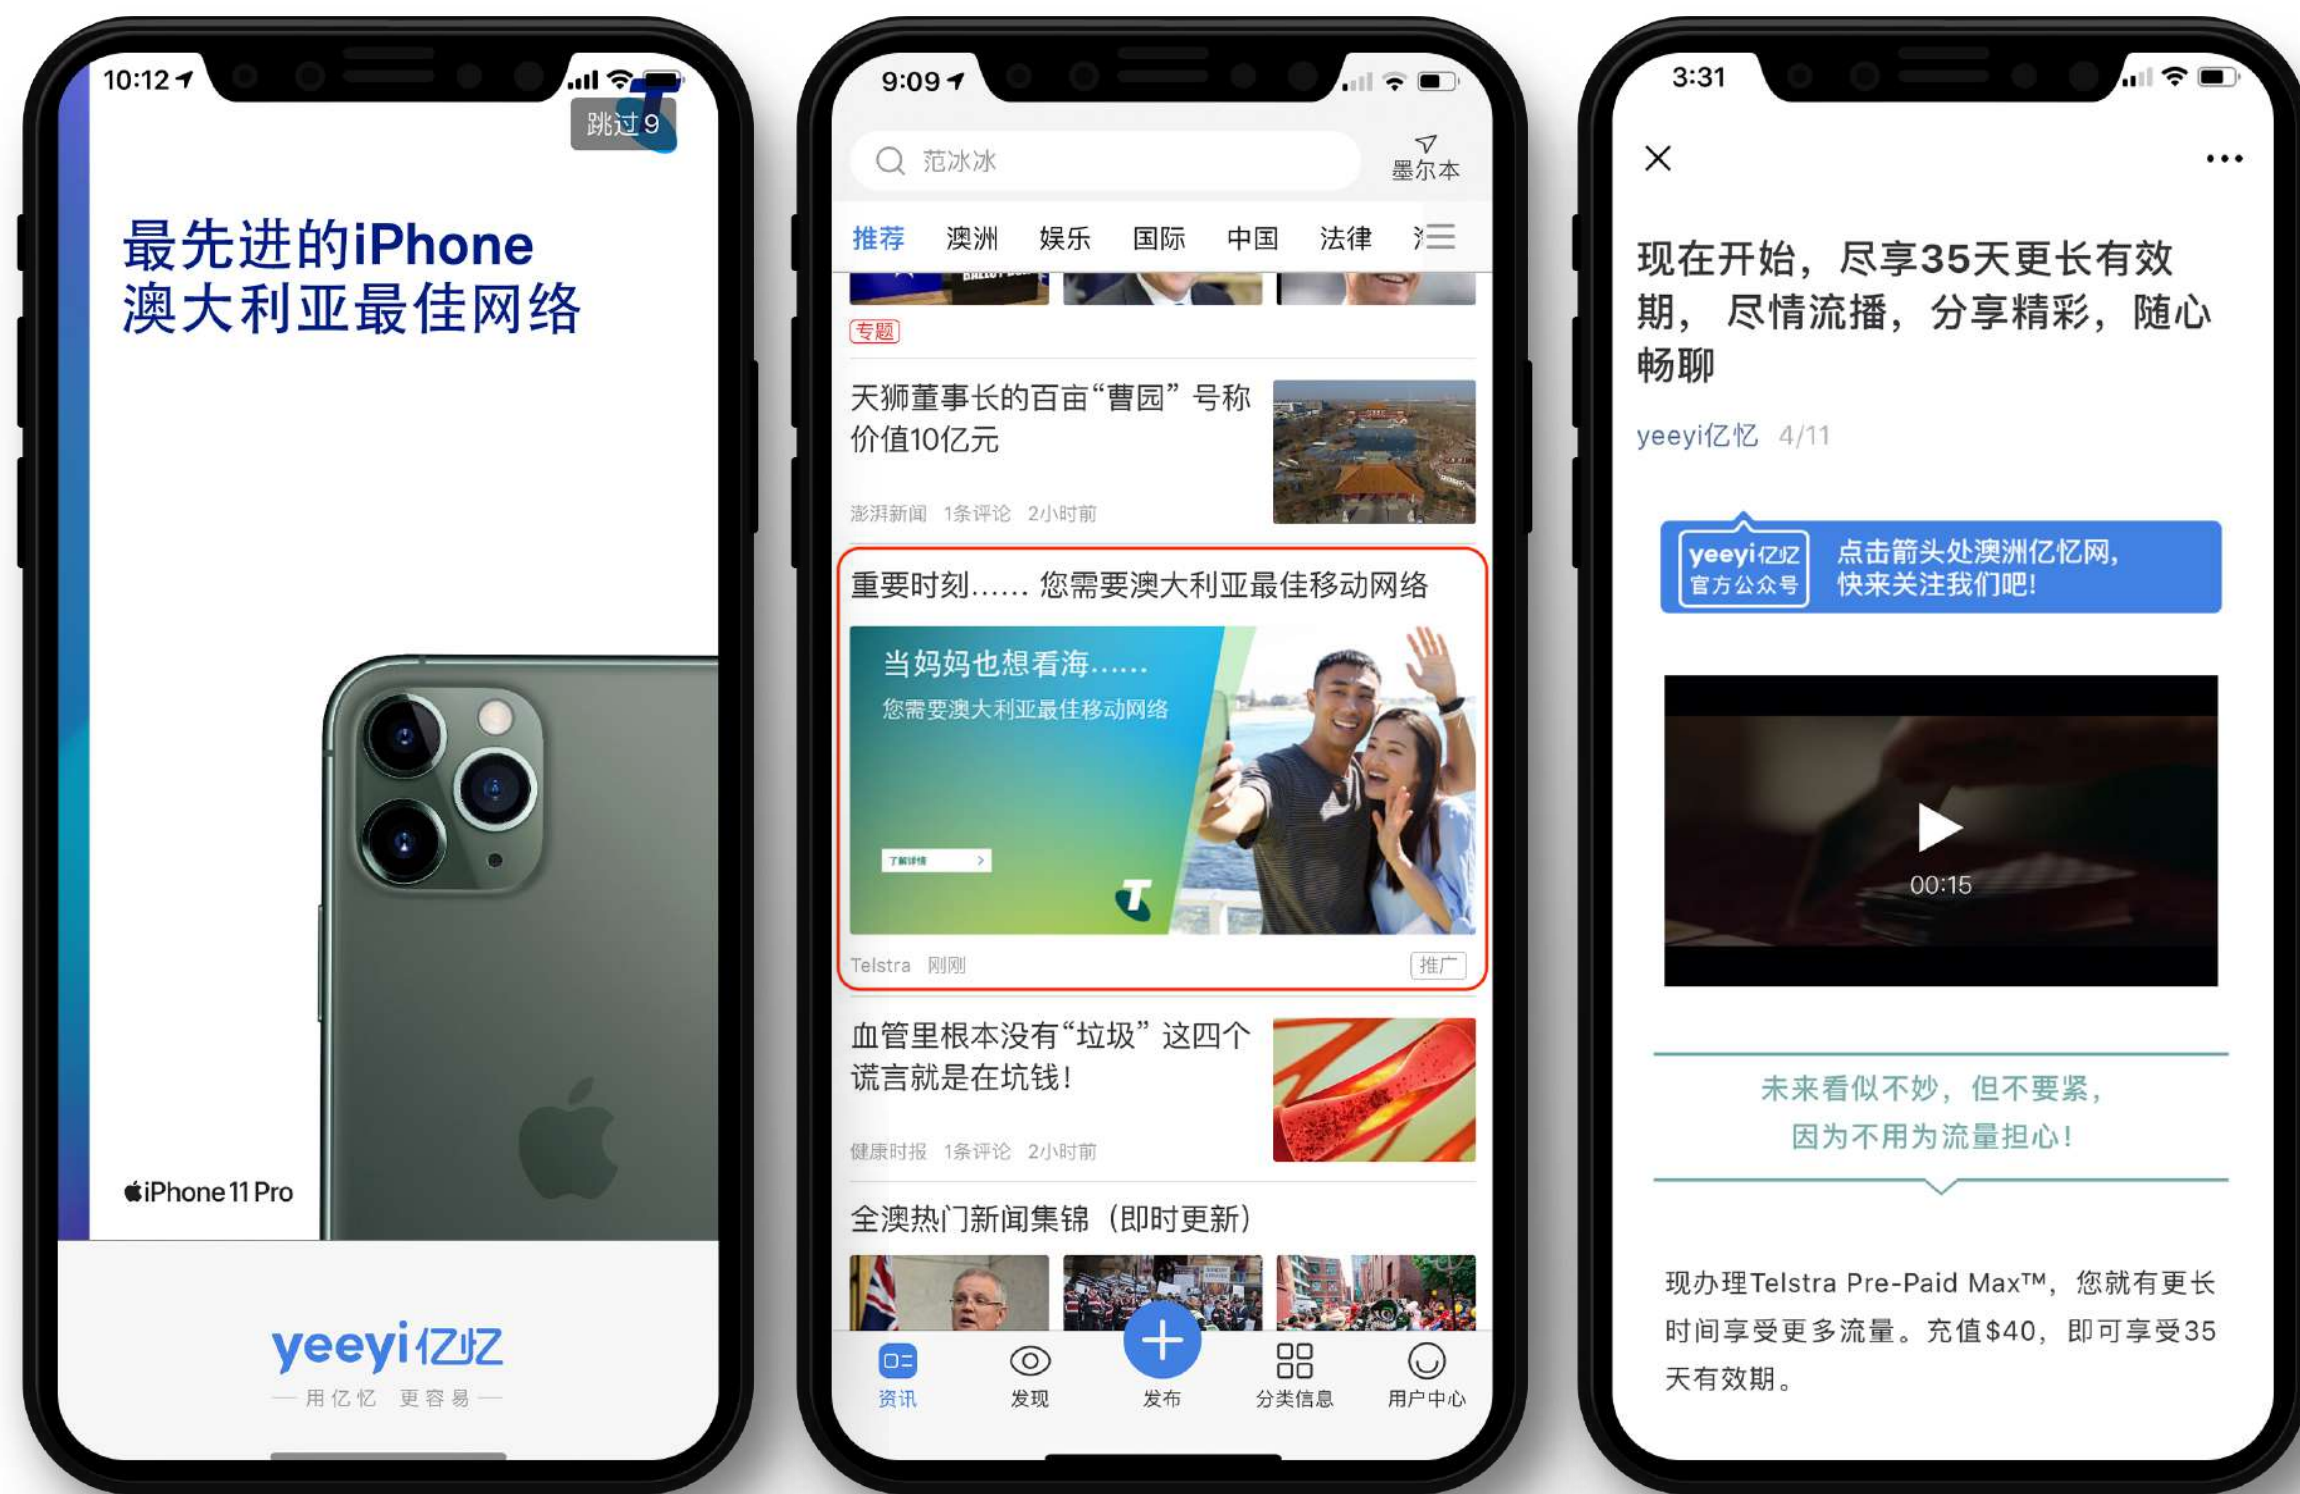 10:12
跳过 9
最先进的iPhone
澳大利亚最佳网络
iPhone 11 Pro
yeeyi亿忆
用亿忆 更容易
9:09
范冰冰
墨尔本
推荐 澳洲 娱乐 国际 中国 法律
专题
天狮董事长的百亩“曹园”号称
价值10亿元
澎湃新闻 1条评论 2小时前
重要时刻…… 您需要澳大利亚最佳移动网络
当妈妈也想看海……
您需要澳大利亚最佳移动网络
了解详情
T
Telstra 刚刚 推广
血管里根本没有“垃圾” 这四个
谎言就是在坑钱!
健康时报 1条评论 2小时前
全澳热门新闻集锦（即时更新）
资讯 发现 发布 分类信息 用户中心
3:31
现在开始，尽享35天更长有效
期， 尽情流播，分享精彩，随心
畅聊
yeeyi亿忆 4/11
yeeyi亿忆
官方公众号
点击箭头处澳洲亿忆网，
快来关注我们吧!
00:15
未来看似不妙，但不要紧，
因为不用为流量担心!
现办理Telstra Pre-Paid Max™，您就有更长
时间享受更多流量。充值$40，即可享受35
天有效期。